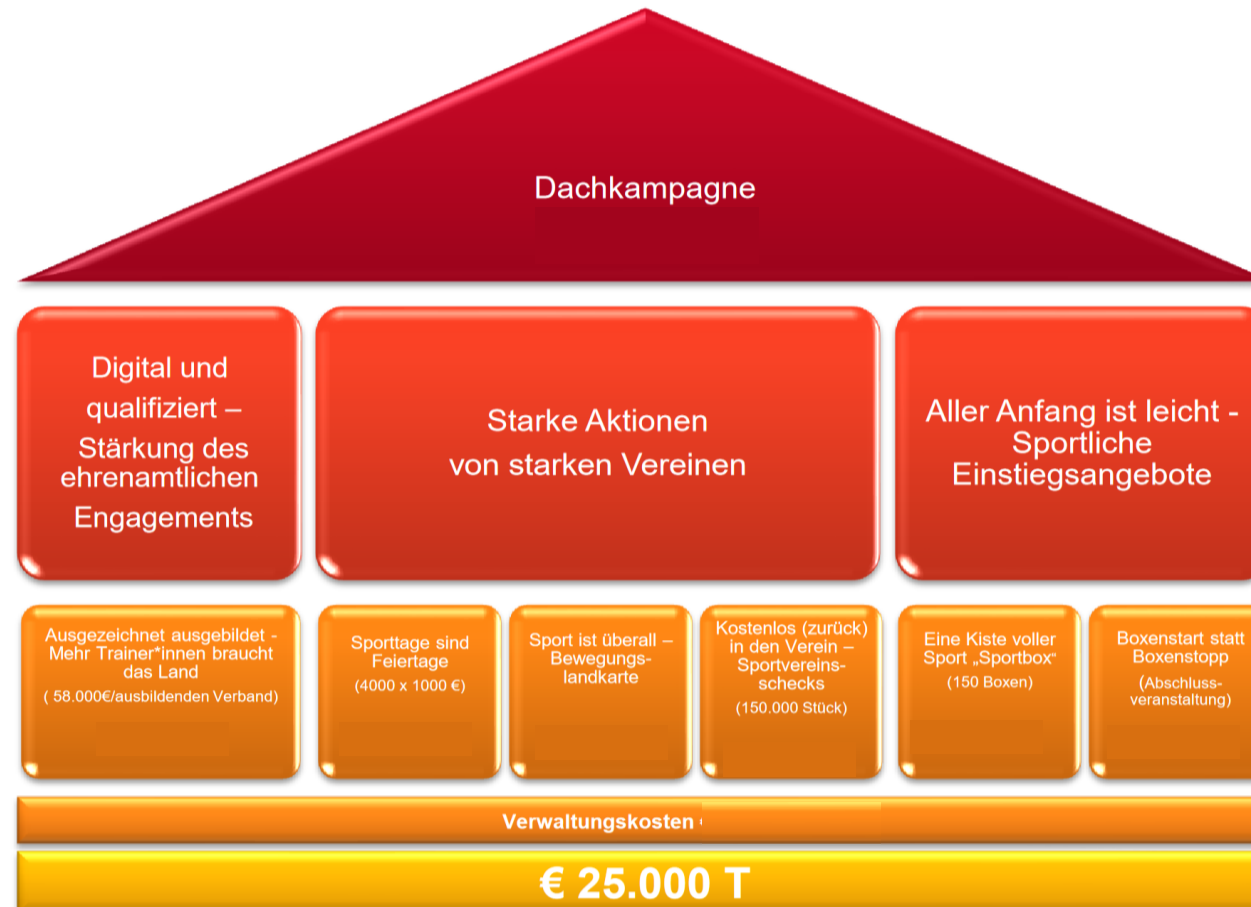 Dachkampagne
Digital und
qualifiziert –
Stärkung des
ehrenamtlichen
Engagements
Starke Aktionen
von starken Vereinen
Aller Anfang ist leicht -
Sportliche
Einstiegsangebote
Ausgezeichnet ausgebildet -
Mehr Trainer*innen braucht
das Land
( 58.000€/ausbildenden Verband)
Sporttage sind
Feiertage
(4000 x 1000 €)
Sport ist überall –
Bewegungs-
landkarte
Kostenlos (zurück)
in den Verein –
Sportvereins-
schecks
(150.000 Stück)
Eine Kiste voller
Sport „Sportbox“
(150 Boxen)
Boxenstart statt
Boxenstopp
(Abschluss-
veranstaltung)
Verwaltungskosten
€ 25.000 T